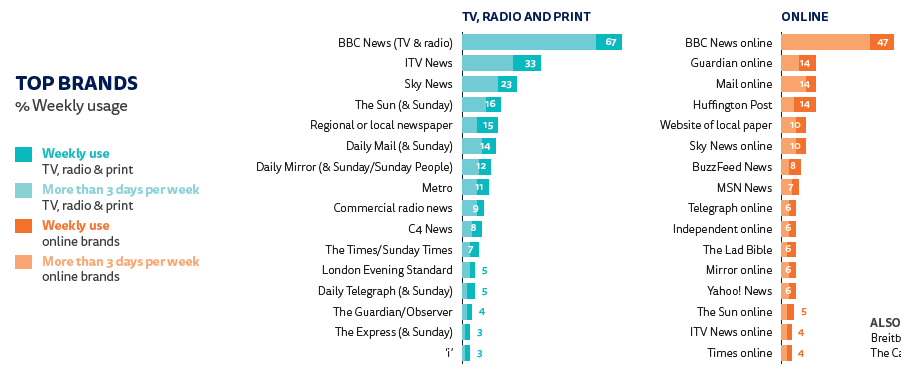 TOP BRANDS
% Weekly usage
Weekly use
TV, radio & print
More than 3 days per week
TV, radio & print
Weekly use
online brands
More than 3 days per week
online brands
TV, RADIO AND PRINT
BBC News (TV & radio) 67
ITV News 33
Sky News 23
The Sun (& Sunday) 16
Regional or local newspaper 15
Daily Mail (& Sunday) 14
Daily Mirror (& Sunday/Sunday People) 12
Metro 11
Commercial radio news 9
C4 News 8
The Times/Sunday Times 7
London Evening Standard 5
Daily Telegraph (& Sunday) 5
The Guardian/Observer 4
The Express (& Sunday) 3
'i' 3
ONLINE
BBC News online 47
Guardian online 14
Mail online 14
Huffington Post 14
Website of local paper 10
Sky News online 10
BuzzFeed News 8
MSN News 7
Telegraph online 6
Independent online 6
The Lad Bible 6
Mirror online 6
Yahoo! News 6
The Sun online 5
ITV News online 4
Times online 4
ALSO
Breitb
The Ca